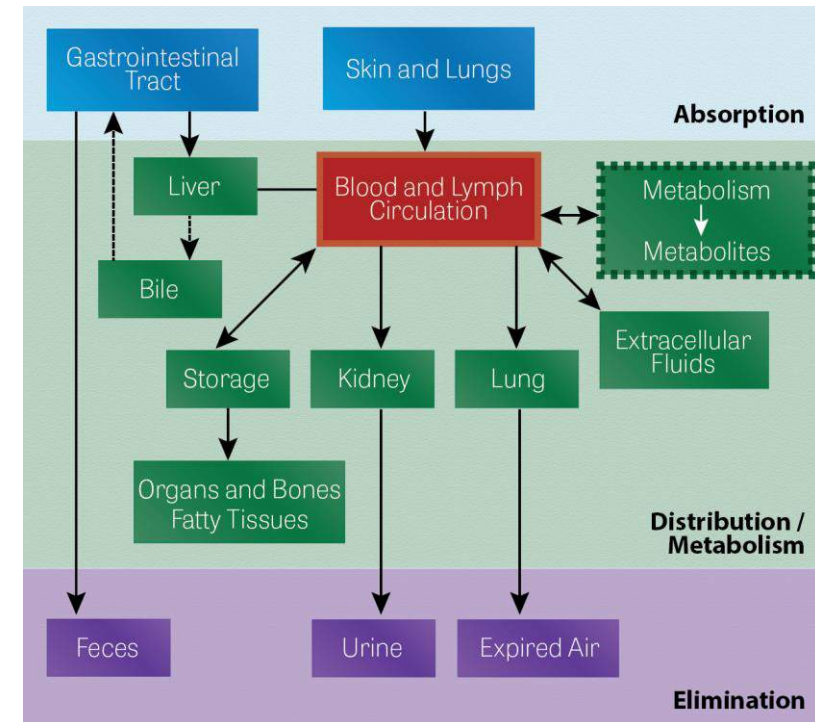 Gastrointestinal
Tract
Skin and Lungs
Absorption
Liver
Blood and Lymph
Circulation
Metabolism
Metabolites
Bile
Extracellular
Fluids
Storage
Kidney
Lung
Organs and Bones
Fatty Tissues
Distribution /
Metabolism
Feces
Urine
Expired Air
Elimination